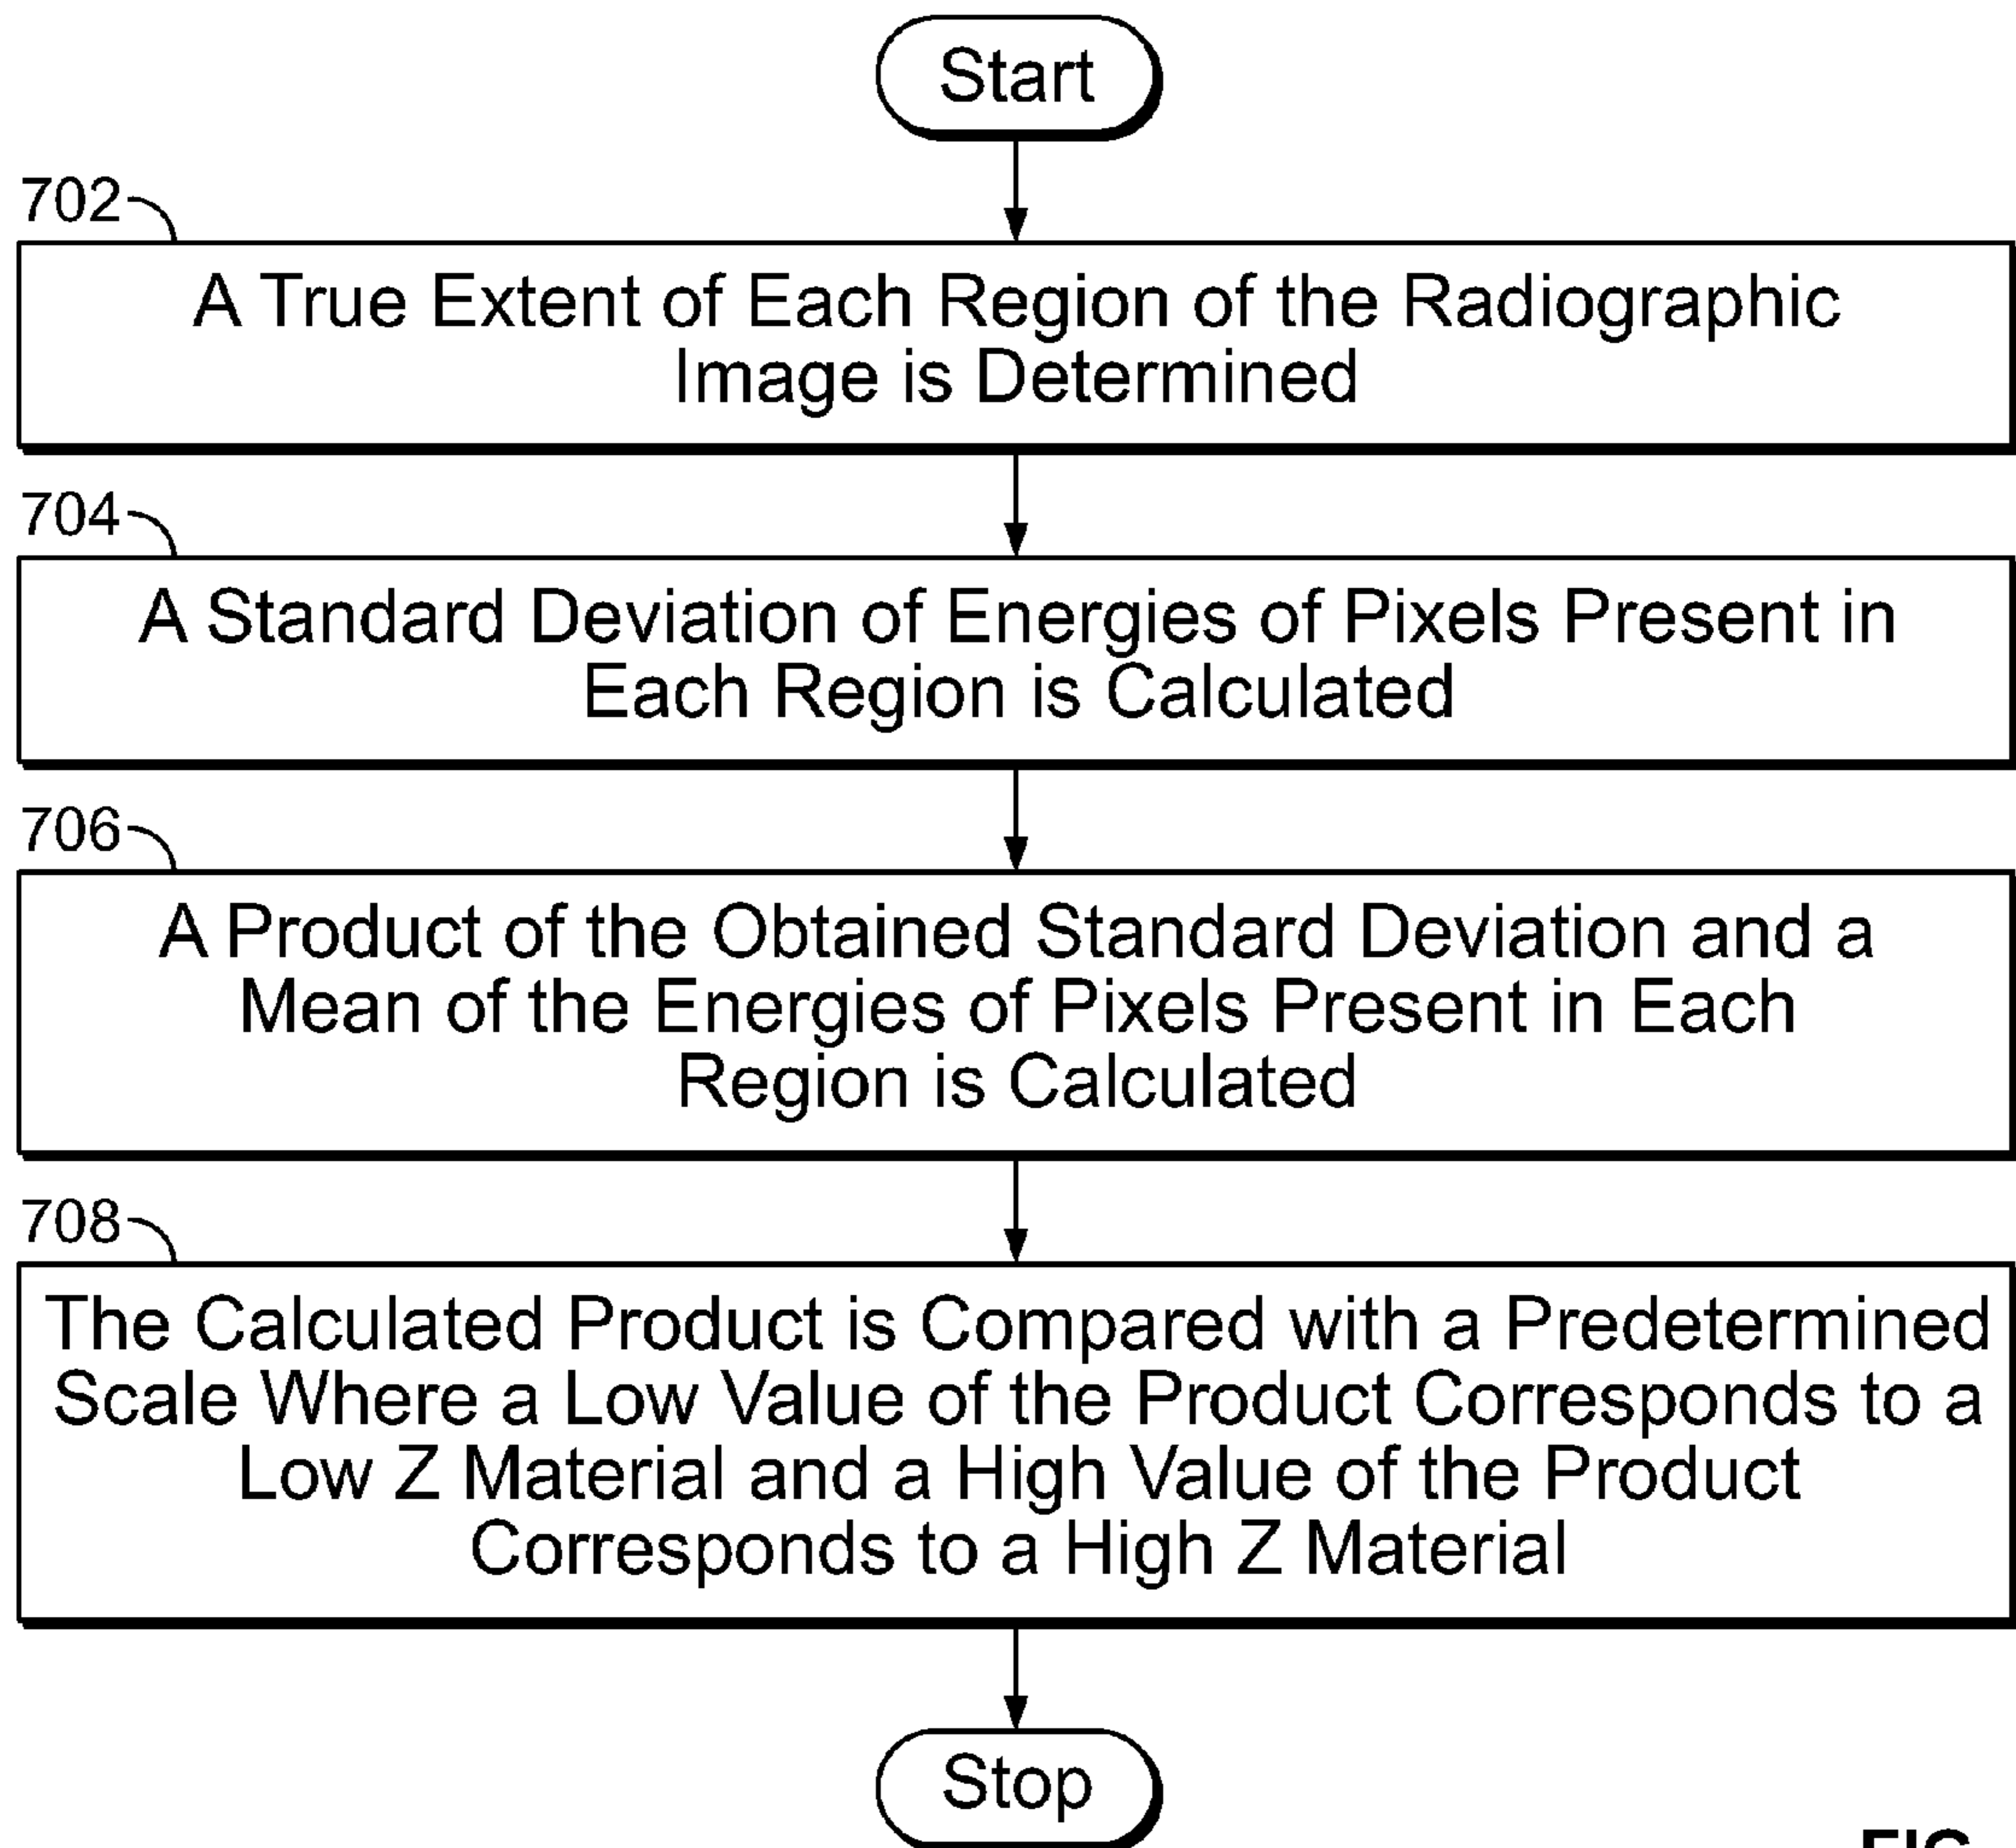 Start
702
A True Extent of Each Region of the Radiographic
Image is Determined
704
A Standard Deviation of Energies of Pixels Present in
Each Region is Calculated
706
A Product of the Obtained Standard Deviation and a
Mean of the Energies of Pixels Present in Each
Region is Calculated
708
The Calculated Product is Compared with a Predetermined
Scale Where a Low Value of the Product Corresponds to a
Low Z Material and a High Value of the Product
Corresponds to a High Z Material
Stop
FIG.